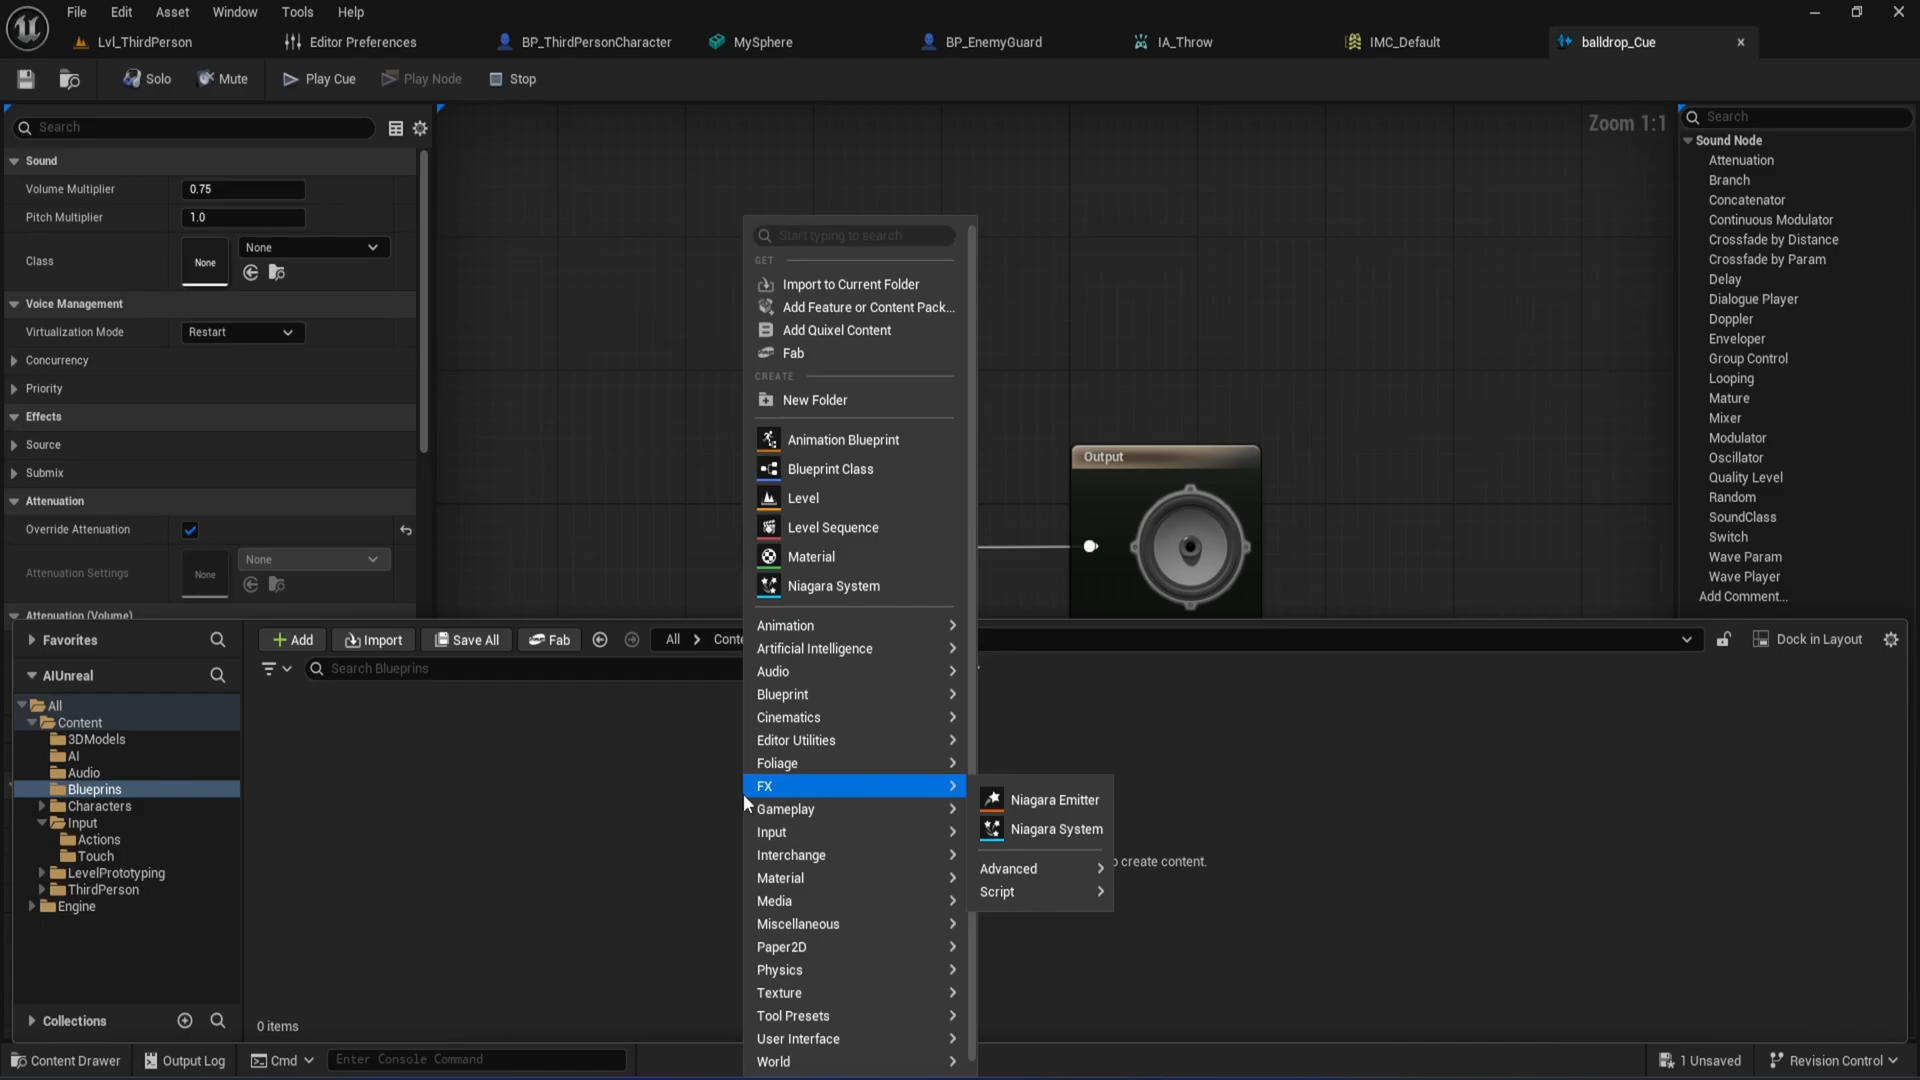 File Edit Asset Window Tools Help
Lvl_ThirdPerson Editor Preferences BP_ThirdPersonCharacter MySphere BP_EnemyGuard IA_Throw IMC_Default balldrop_Cue
Solo Mute Play Cue Play Node Stop
Search
Sound
Volume Multiplier 0.75
Pitch Multiplier 1.0
Class None None
Voice Management
Virtualization Mode Restart
Concurrency
Priority
Effects
Source
Submix
Attenuation
Override Attenuation
Attenuation Settings None None
Attenuation (Volume)
Zoom 1:1
Output
Start typing to search
GET
Import to Current Folder
Add Feature or Content Pack...
Add Quixel Content
Fab
CREATE
New Folder
Animation Blueprint
Blueprint Class
Level
Level Sequence
Material
Niagara System
Animation
Artificial Intelligence
Audio
Blueprint
Cinematics
Editor Utilities
Foliage
FX
Gameplay
Input
Interchange
Material
Media
Miscellaneous
Paper2D
Physics
Texture
Tool Presets
User Interface
World
Niagara Emitter
Niagara System
Advanced
Script
Search
Sound Node
Attenuation
Branch
Concatenator
Continuous Modulator
Crossfade by Distance
Crossfade by Param
Delay
Dialogue Player
Doppler
Enveloper
Group Control
Looping
Mature
Mixer
Modulator
Oscillator
Quality Level
Random
SoundClass
Switch
Wave Param
Wave Player
Add Comment...
Favorites
AIUnreal
All
Content
3DModels
AI
Audio
Blueprins
Characters
Input
Actions
Touch
LevelPrototyping
ThirdPerson
Engine
Collections
Add Import Save All Fab All Conte Dock in Layout
Search Blueprins
o create content.
0 items
Content Drawer Output Log Cmd Enter Console Command 1 Unsaved Revision Control